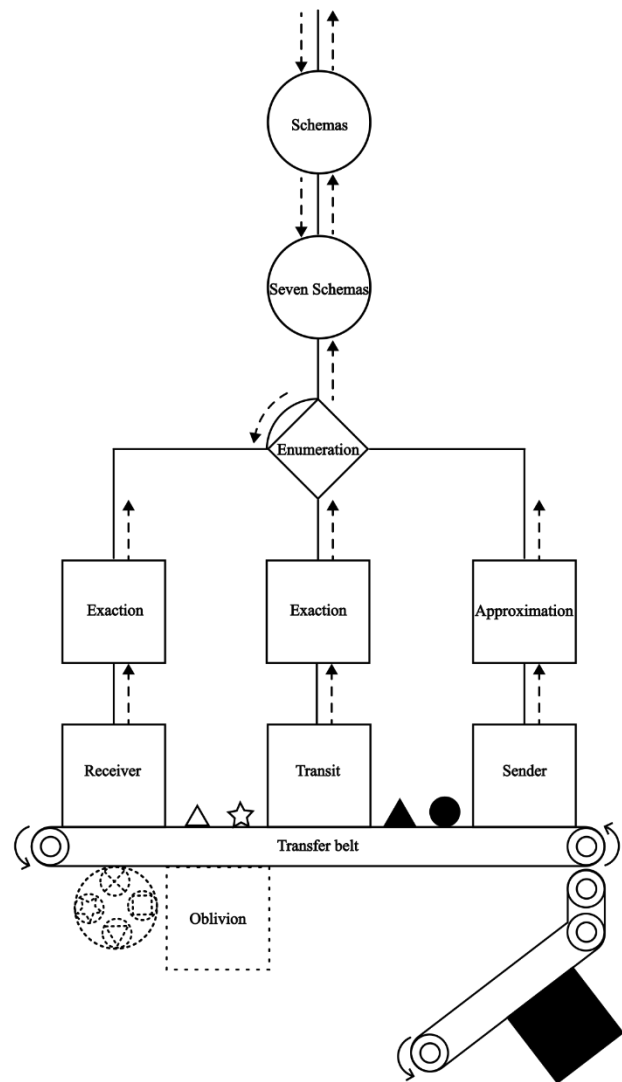 Schemas
Seven Schemas
Enumeration
Exaction
Exaction
Approximation
Receiver
Transit
Sender
Transfer belt
Oblivion